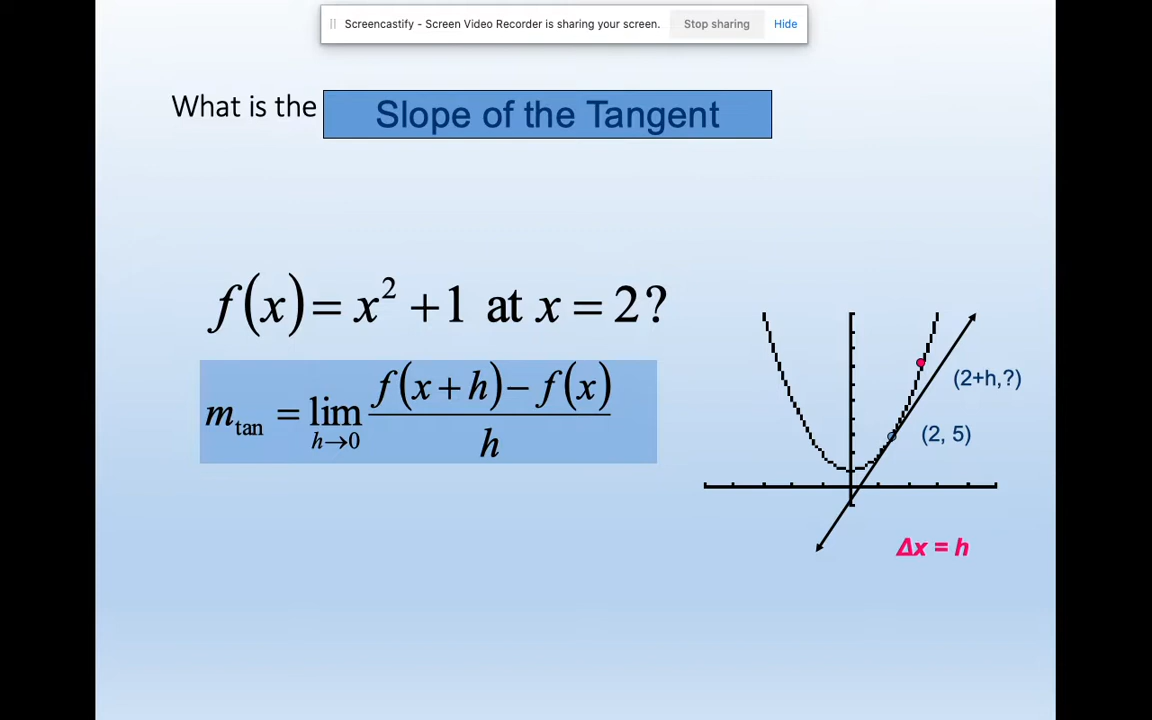 Screencastify - Screen Video Recorder is sharing your screen. Stop sharing Hide
What is the Slope of the Tangent
f(x) = x² + 1 at x = 2?
m_tan = lim_{h→0} (f(x + h) − f(x)) / h
(2+h,?)
(2, 5)
Δx = h